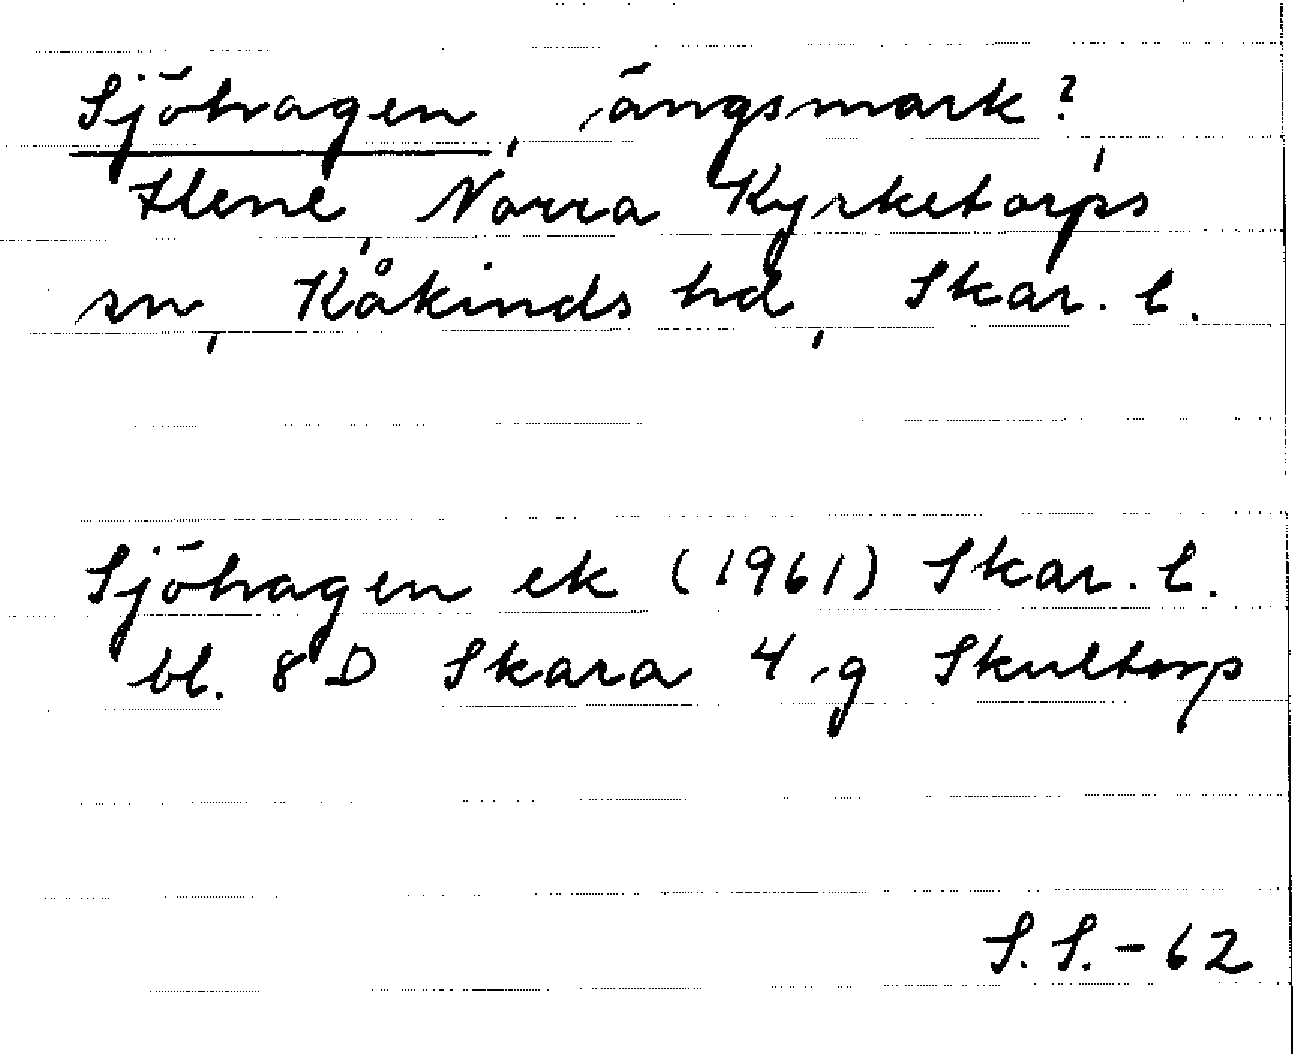 Sjöhagen, ängsmark?
Hene, Norra Kyrketorps
sn, Kåkinds hd, Skar. l.
Sjöhagen ek (1961) Skar. l.
bl. 8 D Skara 4 g Skultorp
S. S. - 62